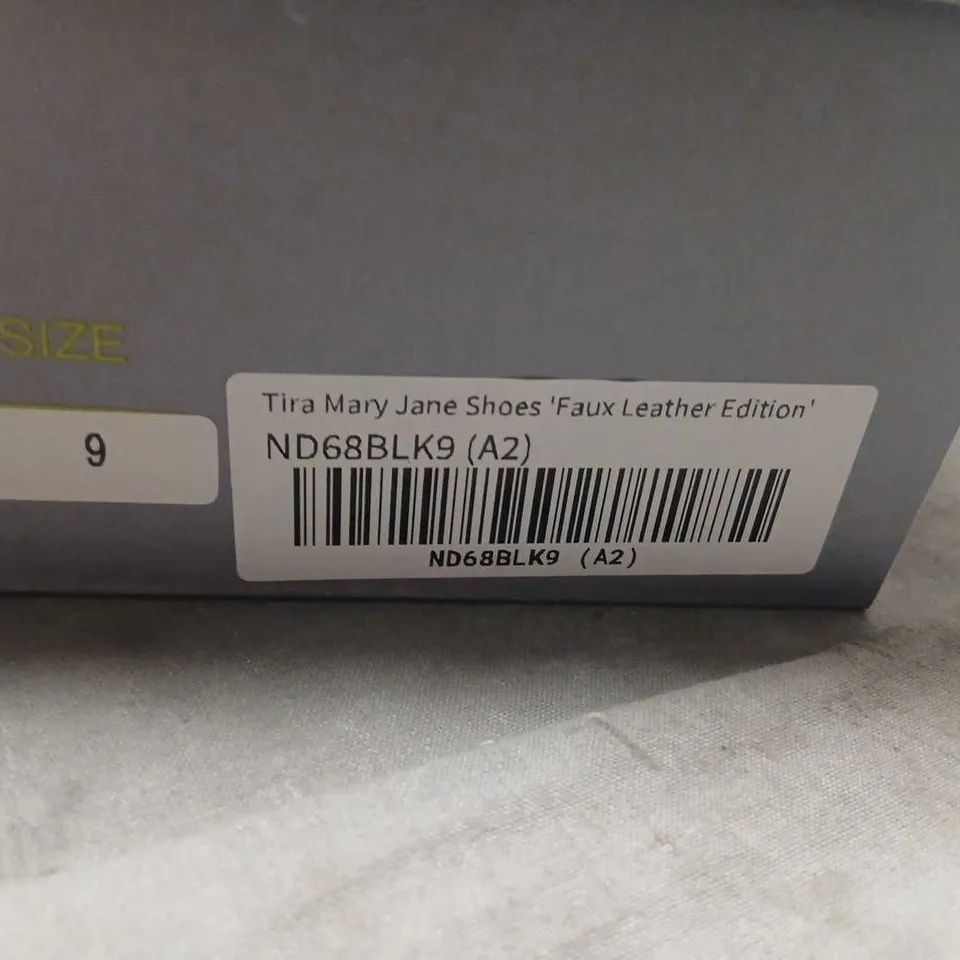 SIZE
9
Tira Mary Jane Shoes 'Faux Leather Edition'
ND68BLK9 (A2)
ND68BLK9 (A2)